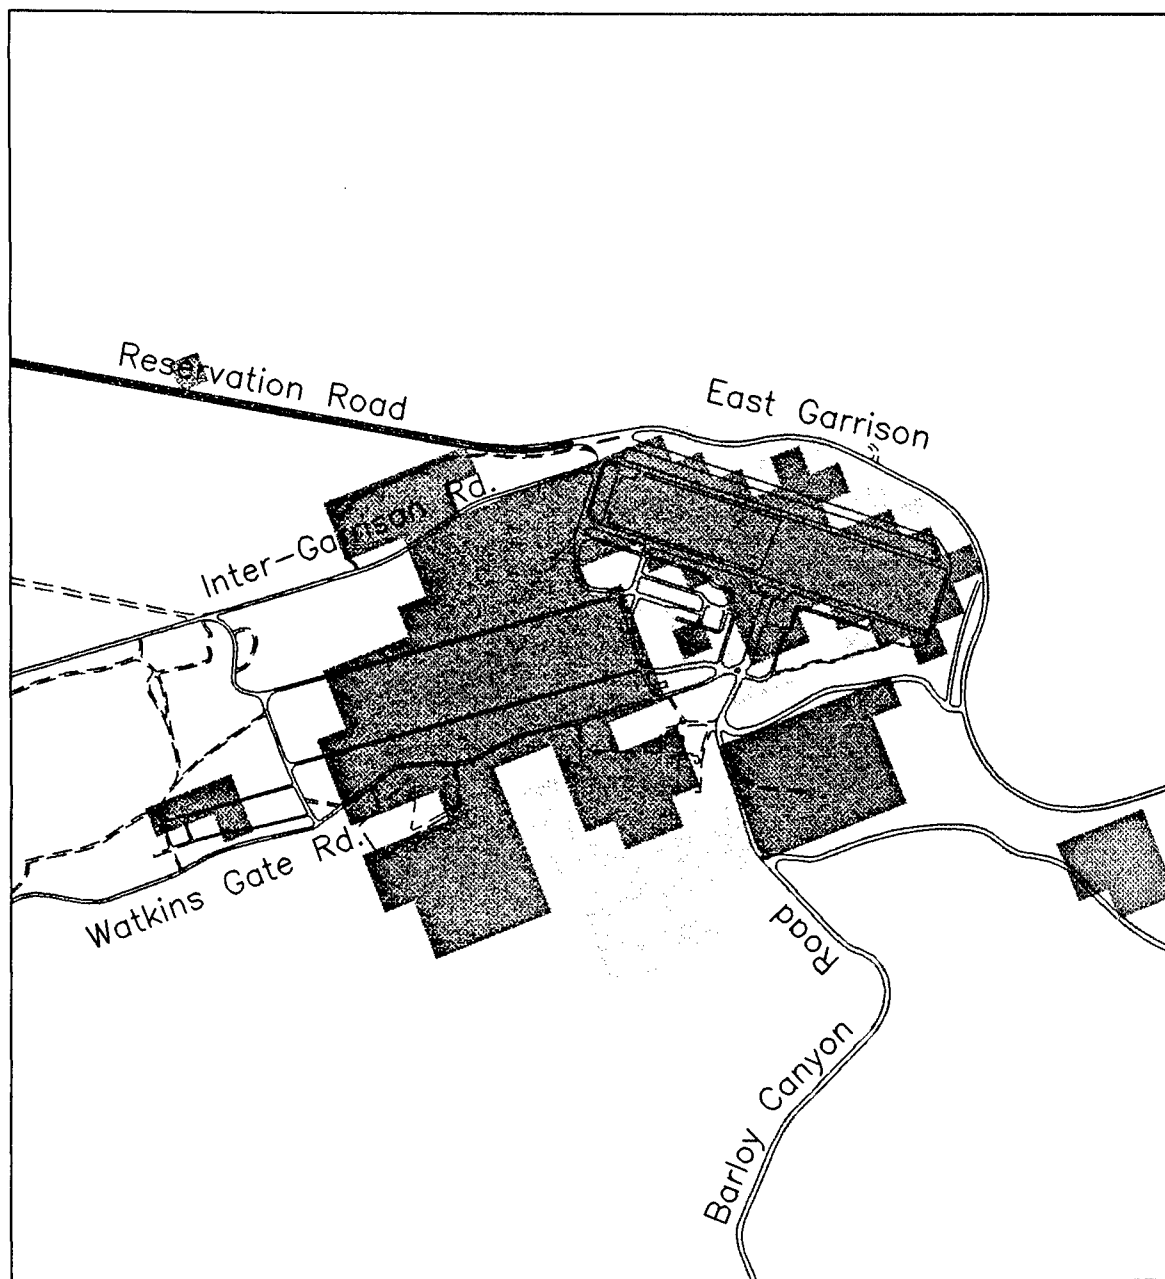 Reservation Road
East Garrison
Inter-Garrison Rd.
Watkins Gate Rd.
Barloy Canyon
Road